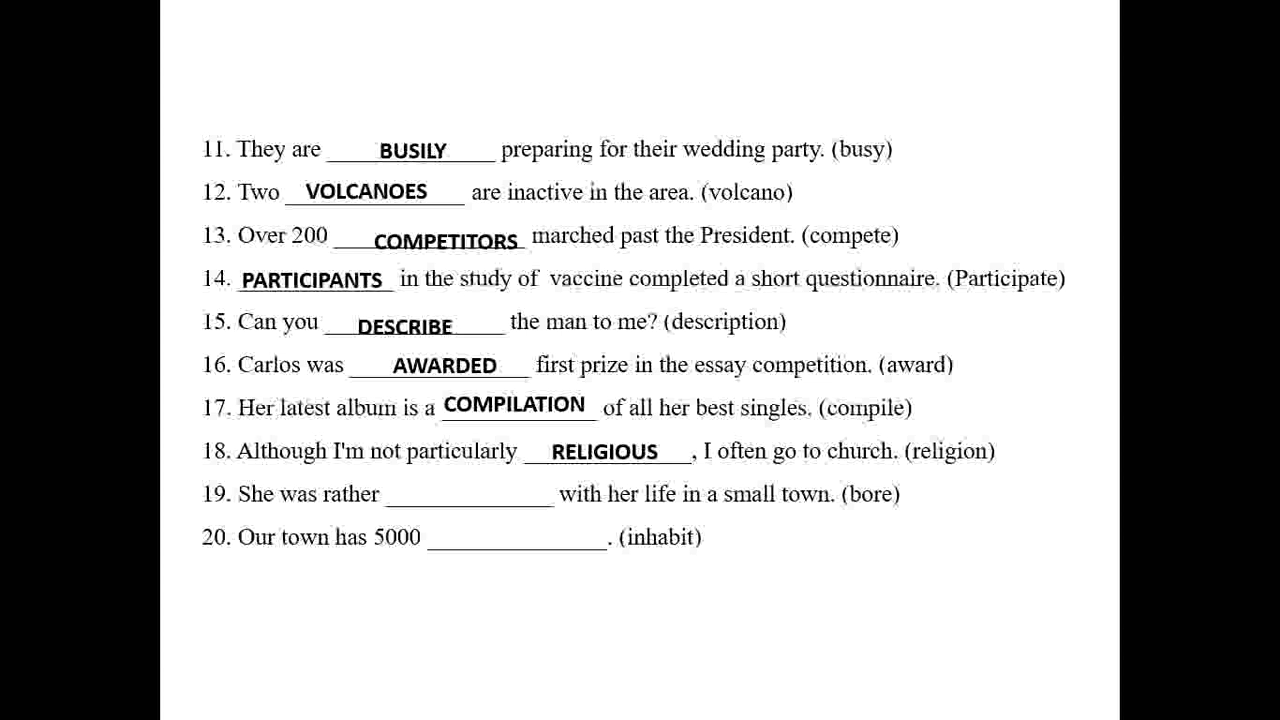 11. They are BUSILY preparing for their wedding party. (busy)
12. Two VOLCANOES are inactive in the area. (volcano)
13. Over 200 COMPETITORS marched past the President. (compete)
14. PARTICIPANTS in the study of vaccine completed a short questionnaire. (Participate)
15. Can you DESCRIBE the man to me? (description)
16. Carlos was AWARDED first prize in the essay competition. (award)
17. Her latest album is a COMPILATION of all her best singles. (compile)
18. Although I'm not particularly RELIGIOUS, I often go to church. (religion)
19. She was rather ______________ with her life in a small town. (bore)
20. Our town has 5000 _______________. (inhabit)